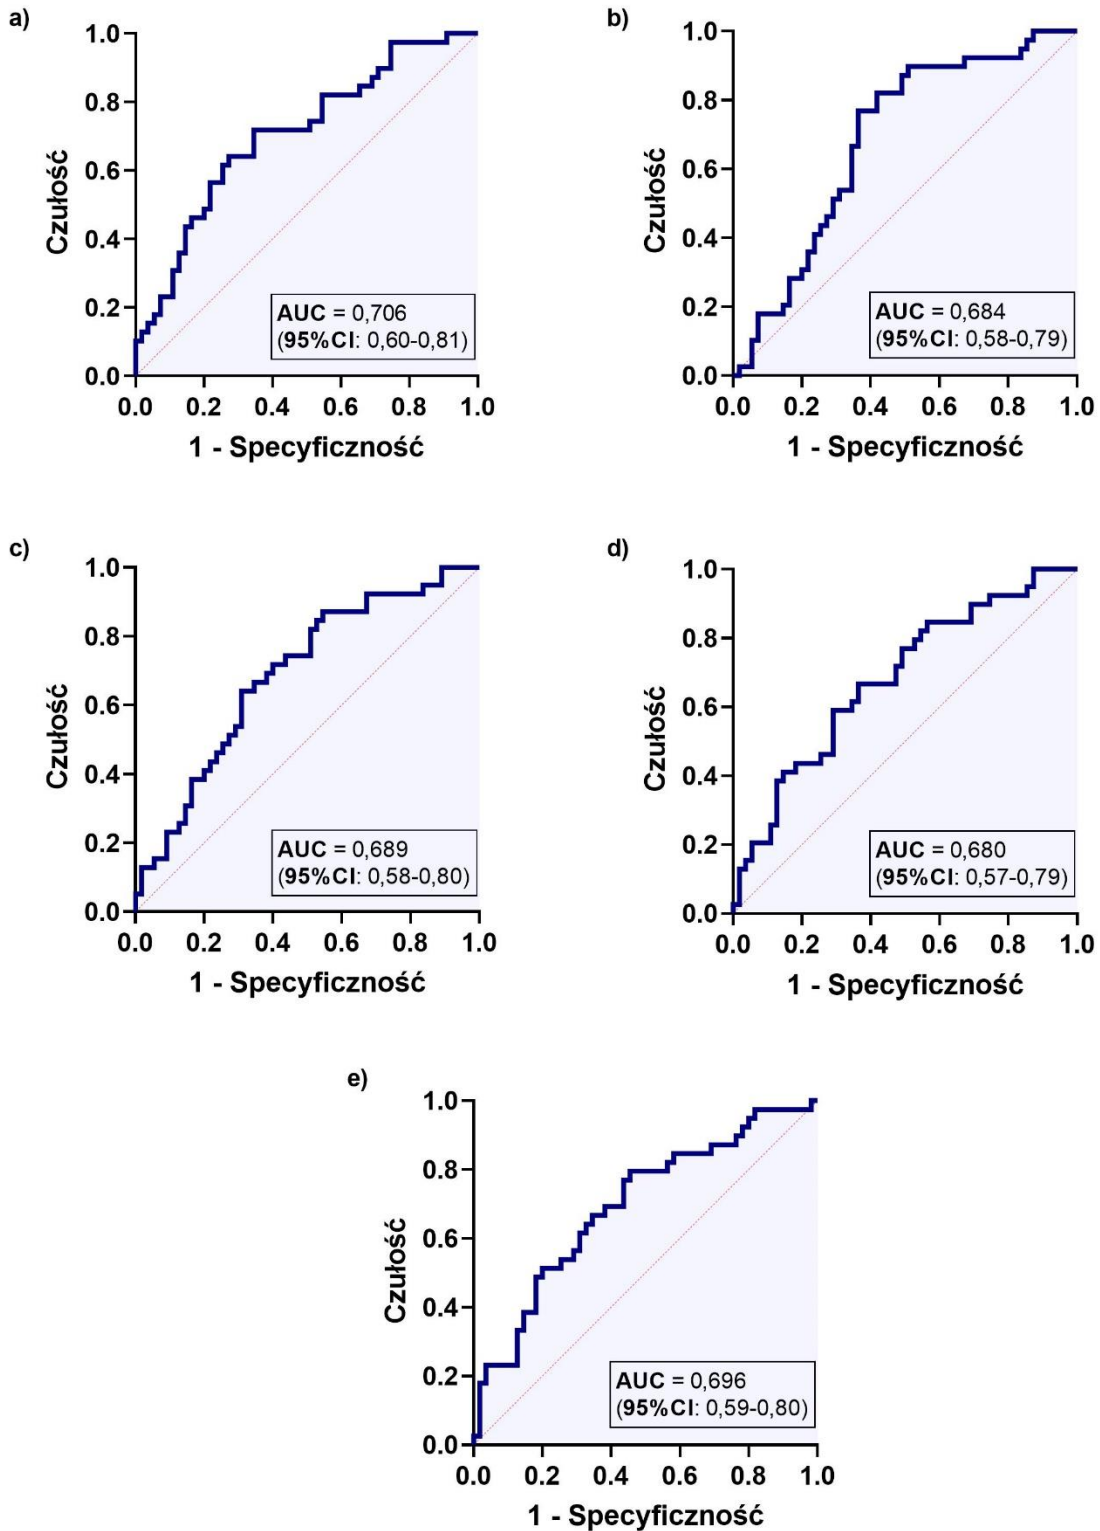 a)
1.0
0.8
0.6
0.4
0.2
0.0
Czułość
AUC = 0,706
(95%CI: 0,60-0,81)
0.0 0.2 0.4 0.6 0.8 1.0
1 - Specyficzność
b)
1.0
0.8
0.6
0.4
0.2
0.0
Czułość
AUC = 0,684
(95%CI: 0,58-0,79)
0.0 0.2 0.4 0.6 0.8 1.0
1 - Specyficzność
c)
1.0
0.8
0.6
0.4
0.2
0.0
Czułość
AUC = 0,689
(95%CI: 0,58-0,80)
0.0 0.2 0.4 0.6 0.8 1.0
1 - Specyficzność
d)
1.0
0.8
0.6
0.4
0.2
0.0
Czułość
AUC = 0,680
(95%CI: 0,57-0,79)
0.0 0.2 0.4 0.6 0.8 1.0
1 - Specyficzność
e)
1.0
0.8
0.6
0.4
0.2
0.0
Czułość
AUC = 0,696
(95%CI: 0,59-0,80)
0.0 0.2 0.4 0.6 0.8 1.0
1 - Specyficzność